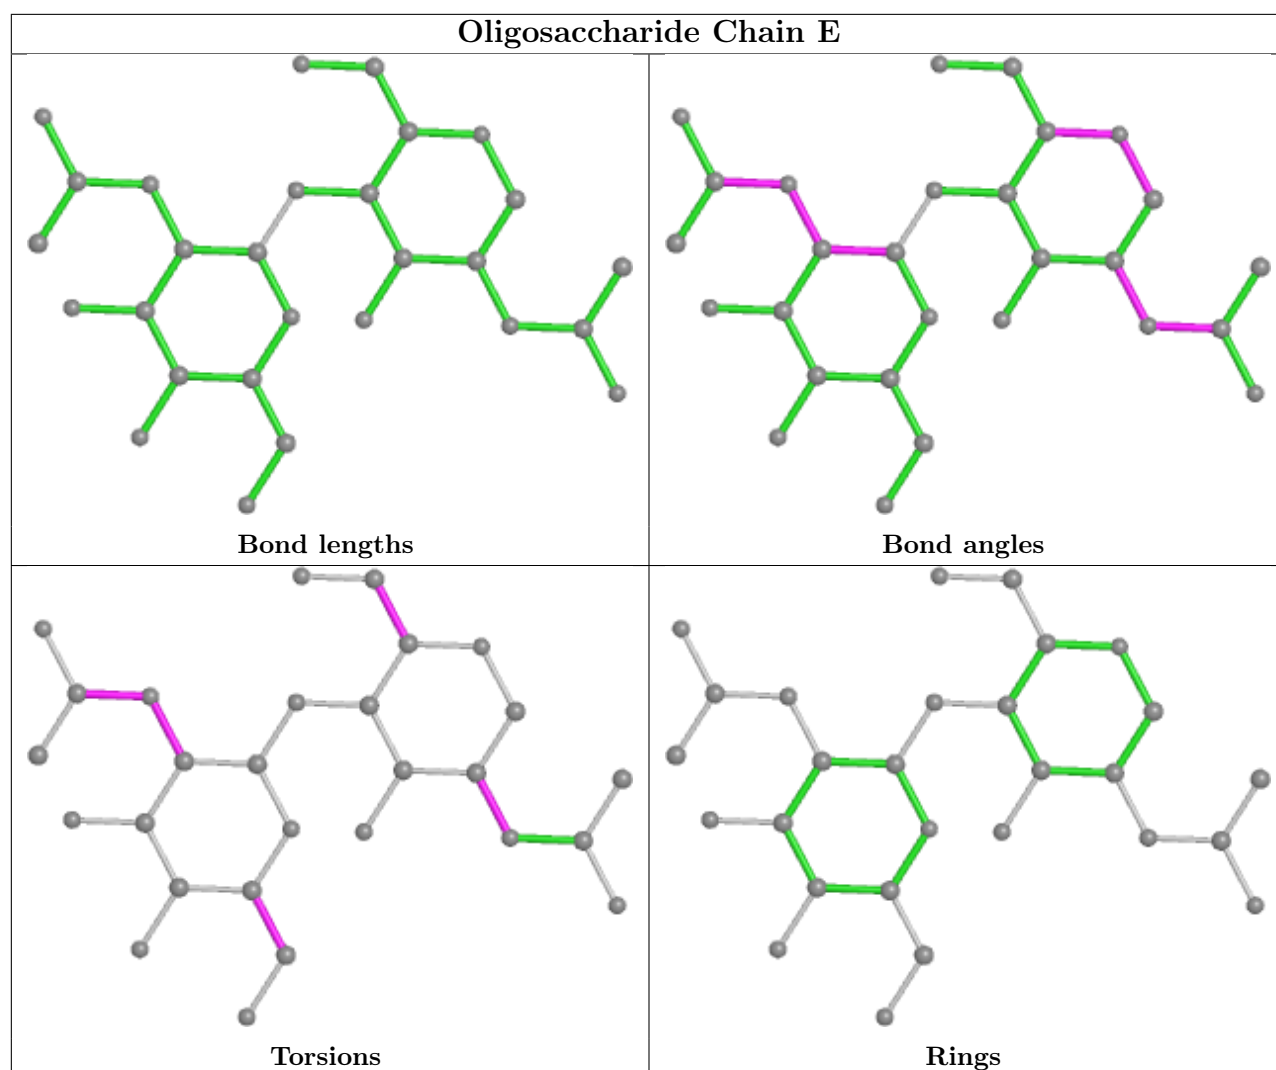 Oligosaccharide Chain E
Bond lengths
Bond angles
Torsions
Rings